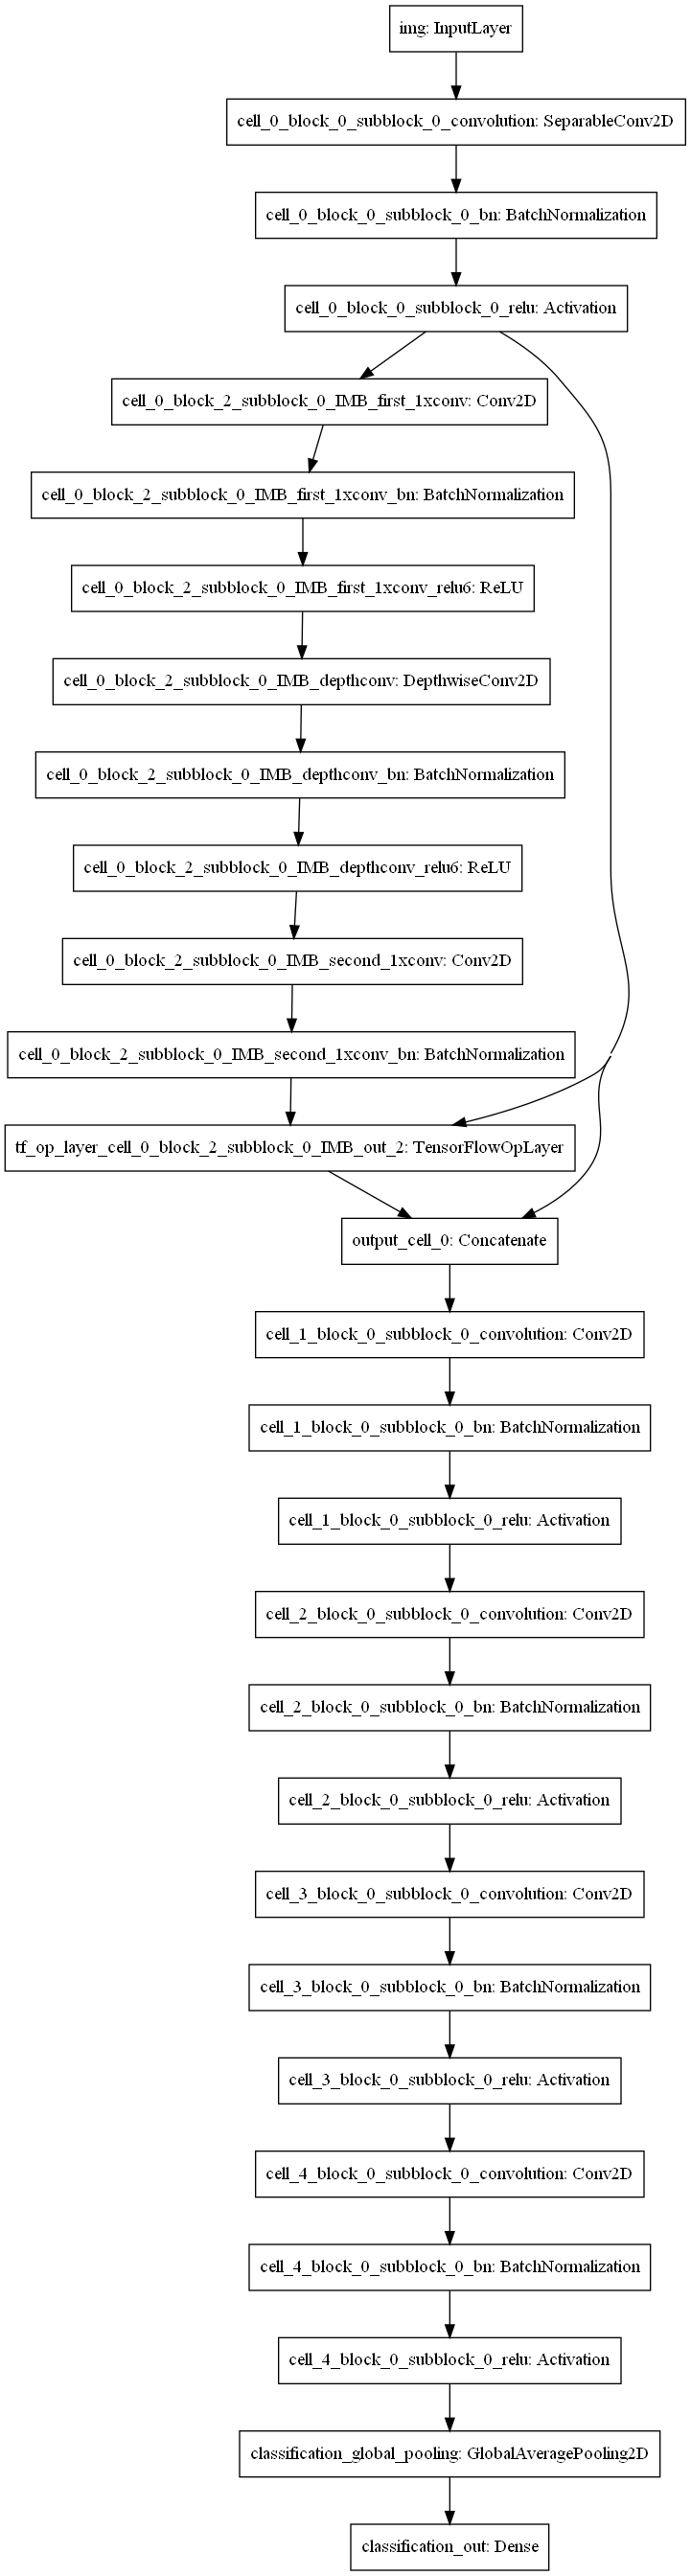 img: InputLayer
cell_0_block_0_subblock_0_convolution: SeparableConv2D
cell_0_block_0_subblock_0_bn: BatchNormalization
cell_0_block_0_subblock_0_relu: Activation
cell_0_block_2_subblock_0_IMB_first_1xconv: Conv2D
cell_0_block_2_subblock_0_IMB_first_1xconv_bn: BatchNormalization
cell_0_block_2_subblock_0_IMB_first_1xconv_relu6: ReLU
cell_0_block_2_subblock_0_IMB_depthconv: DepthwiseConv2D
cell_0_block_2_subblock_0_IMB_depthconv_bn: BatchNormalization
cell_0_block_2_subblock_0_IMB_depthconv_relu6: ReLU
cell_0_block_2_subblock_0_IMB_second_1xconv: Conv2D
cell_0_block_2_subblock_0_IMB_second_1xconv_bn: BatchNormalization
tf_op_layer_cell_0_block_2_subblock_0_IMB_out_2: TensorFlowOpLayer
output_cell_0: Concatenate
cell_1_block_0_subblock_0_convolution: Conv2D
cell_1_block_0_subblock_0_bn: BatchNormalization
cell_1_block_0_subblock_0_relu: Activation
cell_2_block_0_subblock_0_convolution: Conv2D
cell_2_block_0_subblock_0_bn: BatchNormalization
cell_2_block_0_subblock_0_relu: Activation
cell_3_block_0_subblock_0_convolution: Conv2D
cell_3_block_0_subblock_0_bn: BatchNormalization
cell_3_block_0_subblock_0_relu: Activation
cell_4_block_0_subblock_0_convolution: Conv2D
cell_4_block_0_subblock_0_bn: BatchNormalization
cell_4_block_0_subblock_0_relu: Activation
classification_global_pooling: GlobalAveragePooling2D
classification_out: Dense